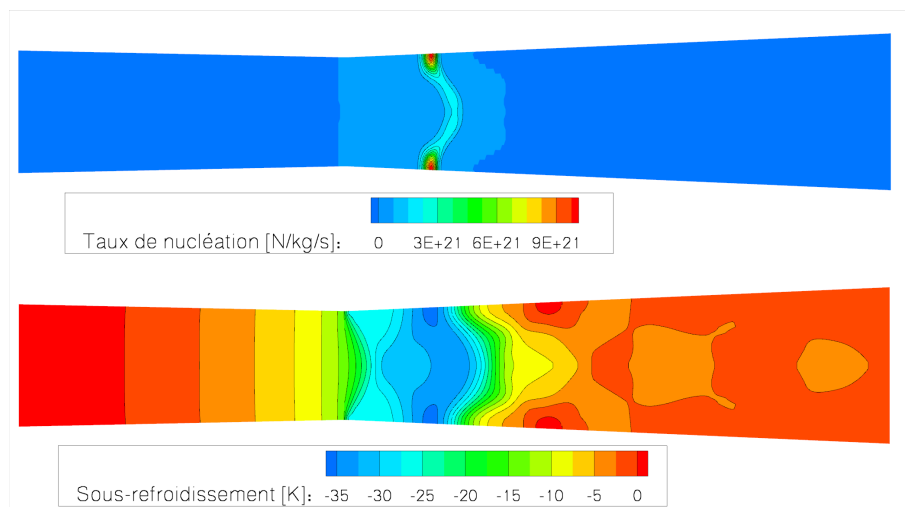 Taux de nucléation [N/kg/s]: 0 3E+21 6E+21 9E+21
Sous-refroidissement [K]: -35 -30 -25 -20 -15 -10 -5 0